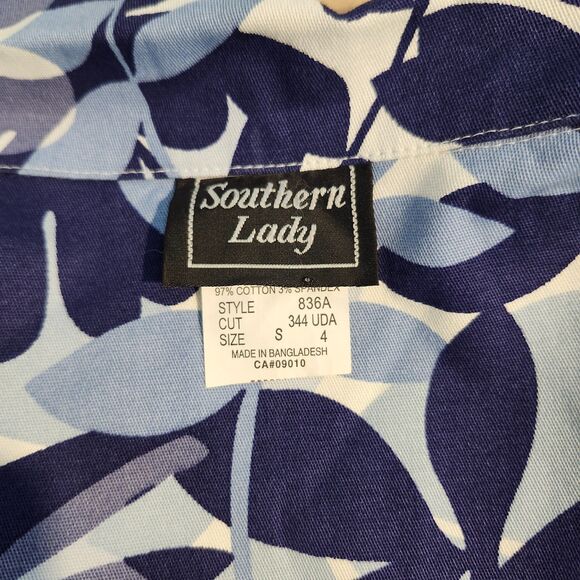 Southern
Lady
97% COTTON 3% SPANDEX
STYLE 836A
CUT 344 UDA
SIZE S 4
MADE IN BANGLADESH
CA#09010